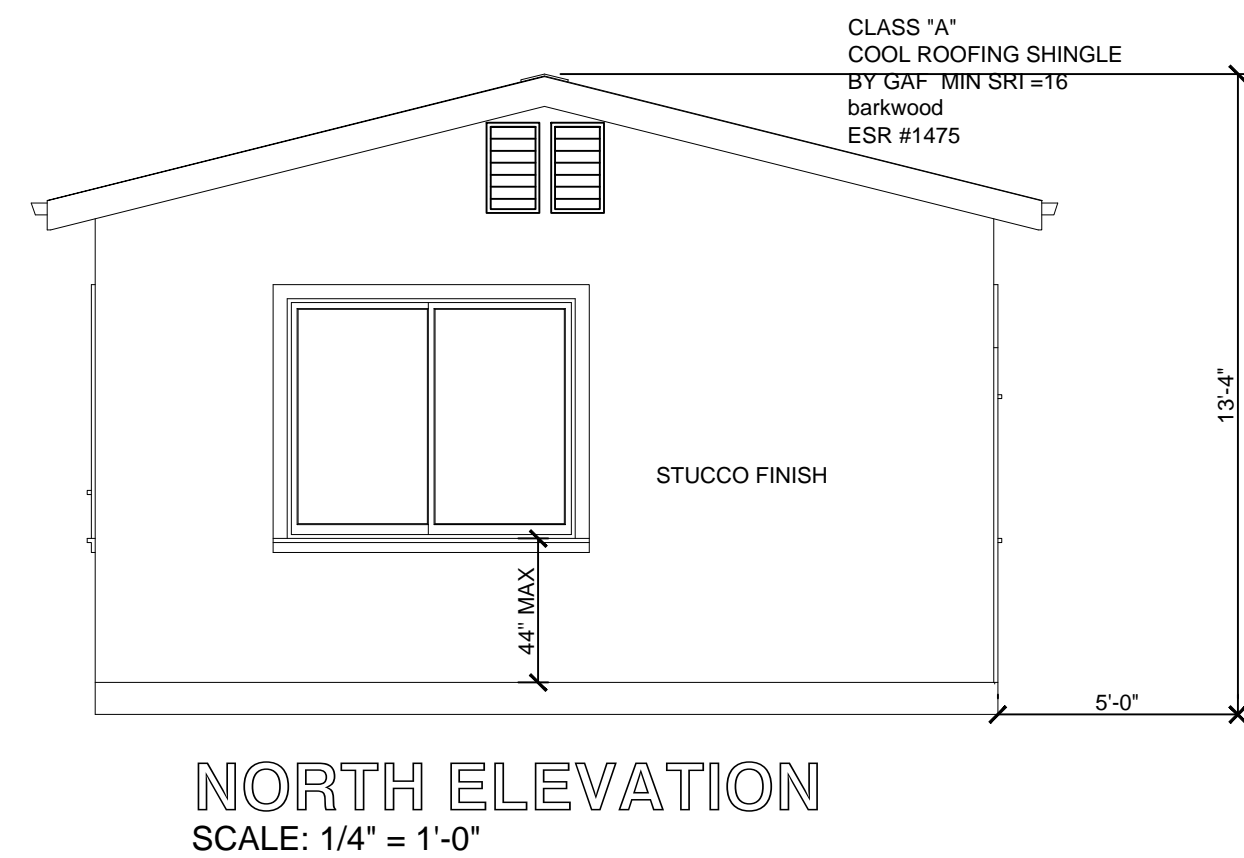 CLASS "A"
COOL ROOFING SHINGLE
BY GAF  MIN SRI =16
barkwood
ESR #1475
13'-4"
STUCCO FINISH
44" MAX
5'-0"
NORTH ELEVATION
SCALE: 1/4" = 1'-0"